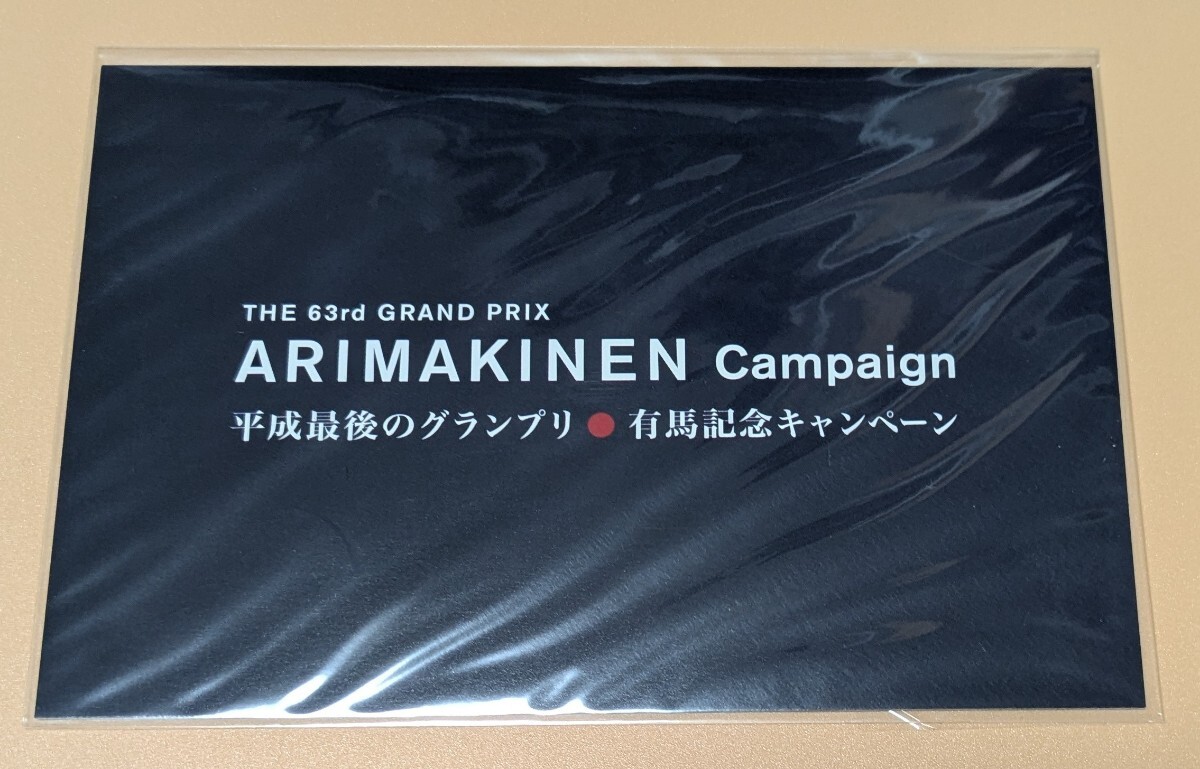 THE 63rd GRAND PRIX
ARIMAKINEN Campaign
平成最後のグランプリ●有馬記念キャンペーン